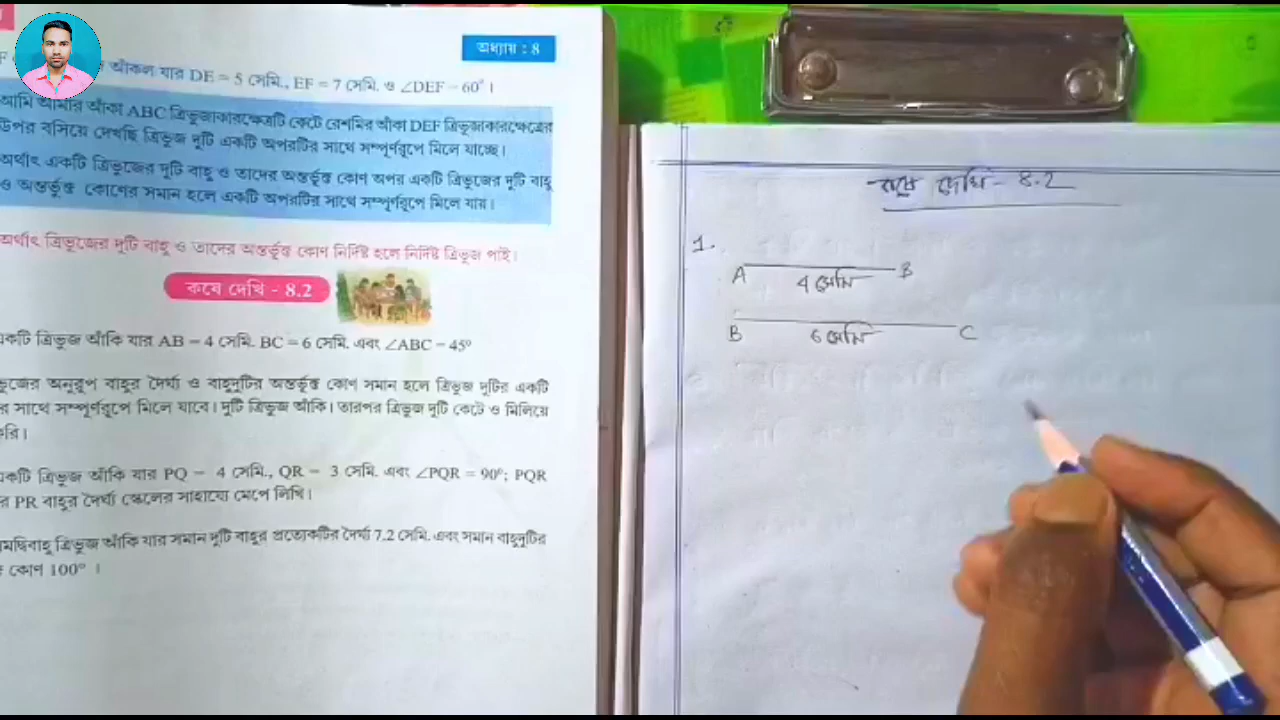 অধ্যায় : 8
আঁকল যার DE = 5 সেমি., EF = 7 সেমি. ও ∠DEF = 60° ।
আমি আমার আঁকা ABC ত্রিভুজাকারক্ষেত্রটি কেটে রেশমির আঁকা DEF ত্রিভুজাকারক্ষেত্রের
উপর বসিয়ে দেখছি ত্রিভুজ দুটি একটি অপরটির সাথে সম্পূর্ণরূপে মিলে যাচ্ছে।
অর্থাৎ একটি ত্রিভুজের দুটি বাহু ও তাদের অন্তর্ভূক্ত কোণ অপর একটি ত্রিভুজের দুটি বাহু
ও অন্তর্ভুক্ত কোণের সমান হলে একটি অপরটির সাথে সম্পূর্ণরূপে মিলে যায়।
অর্থাৎ ত্রিভুজের দুটি বাহু ও তাদের অন্তর্ভূক্ত কোণ নির্দিষ্ট হলে নির্দিষ্ট ত্রিভুজ পাই।
কষে দেখি - 8.2
একটি ত্রিভুজ আঁকি যার AB = 4 সেমি. BC = 6 সেমি. এবং ∠ABC = 45°
অনুরূপ বাহুর দৈর্ঘ্য ও বাহুদুটির অন্তর্ভুক্ত কোণ সমান হলে ত্রিভুজ দুটির একটি
সাথে সম্পূর্ণরূপে মিলে যাবে। দুটি ত্রিভুজ আঁকি। তারপর ত্রিভুজ দুটি কেটে ও মিলিয়ে
করি।
একটি ত্রিভুজ আঁকি যার PQ = 4 সেমি., QR = 3 সেমি. এবং ∠PQR = 90°; PQR
র PR বাহুর দৈর্ঘ্য স্কেলের সাহায্যে মেপে লিখি।
মদ্বিবাহু ত্রিভুজ আঁকি যার সমান দুটি বাহুর প্রত্যেকটির দৈর্ঘ্য 7.2 সেমি. এবং সমান বাহুদুটির
কোণ 100° ।
কষে দেখি - 8.2
1.
A B
4 সেমি
B C
6 সেমি